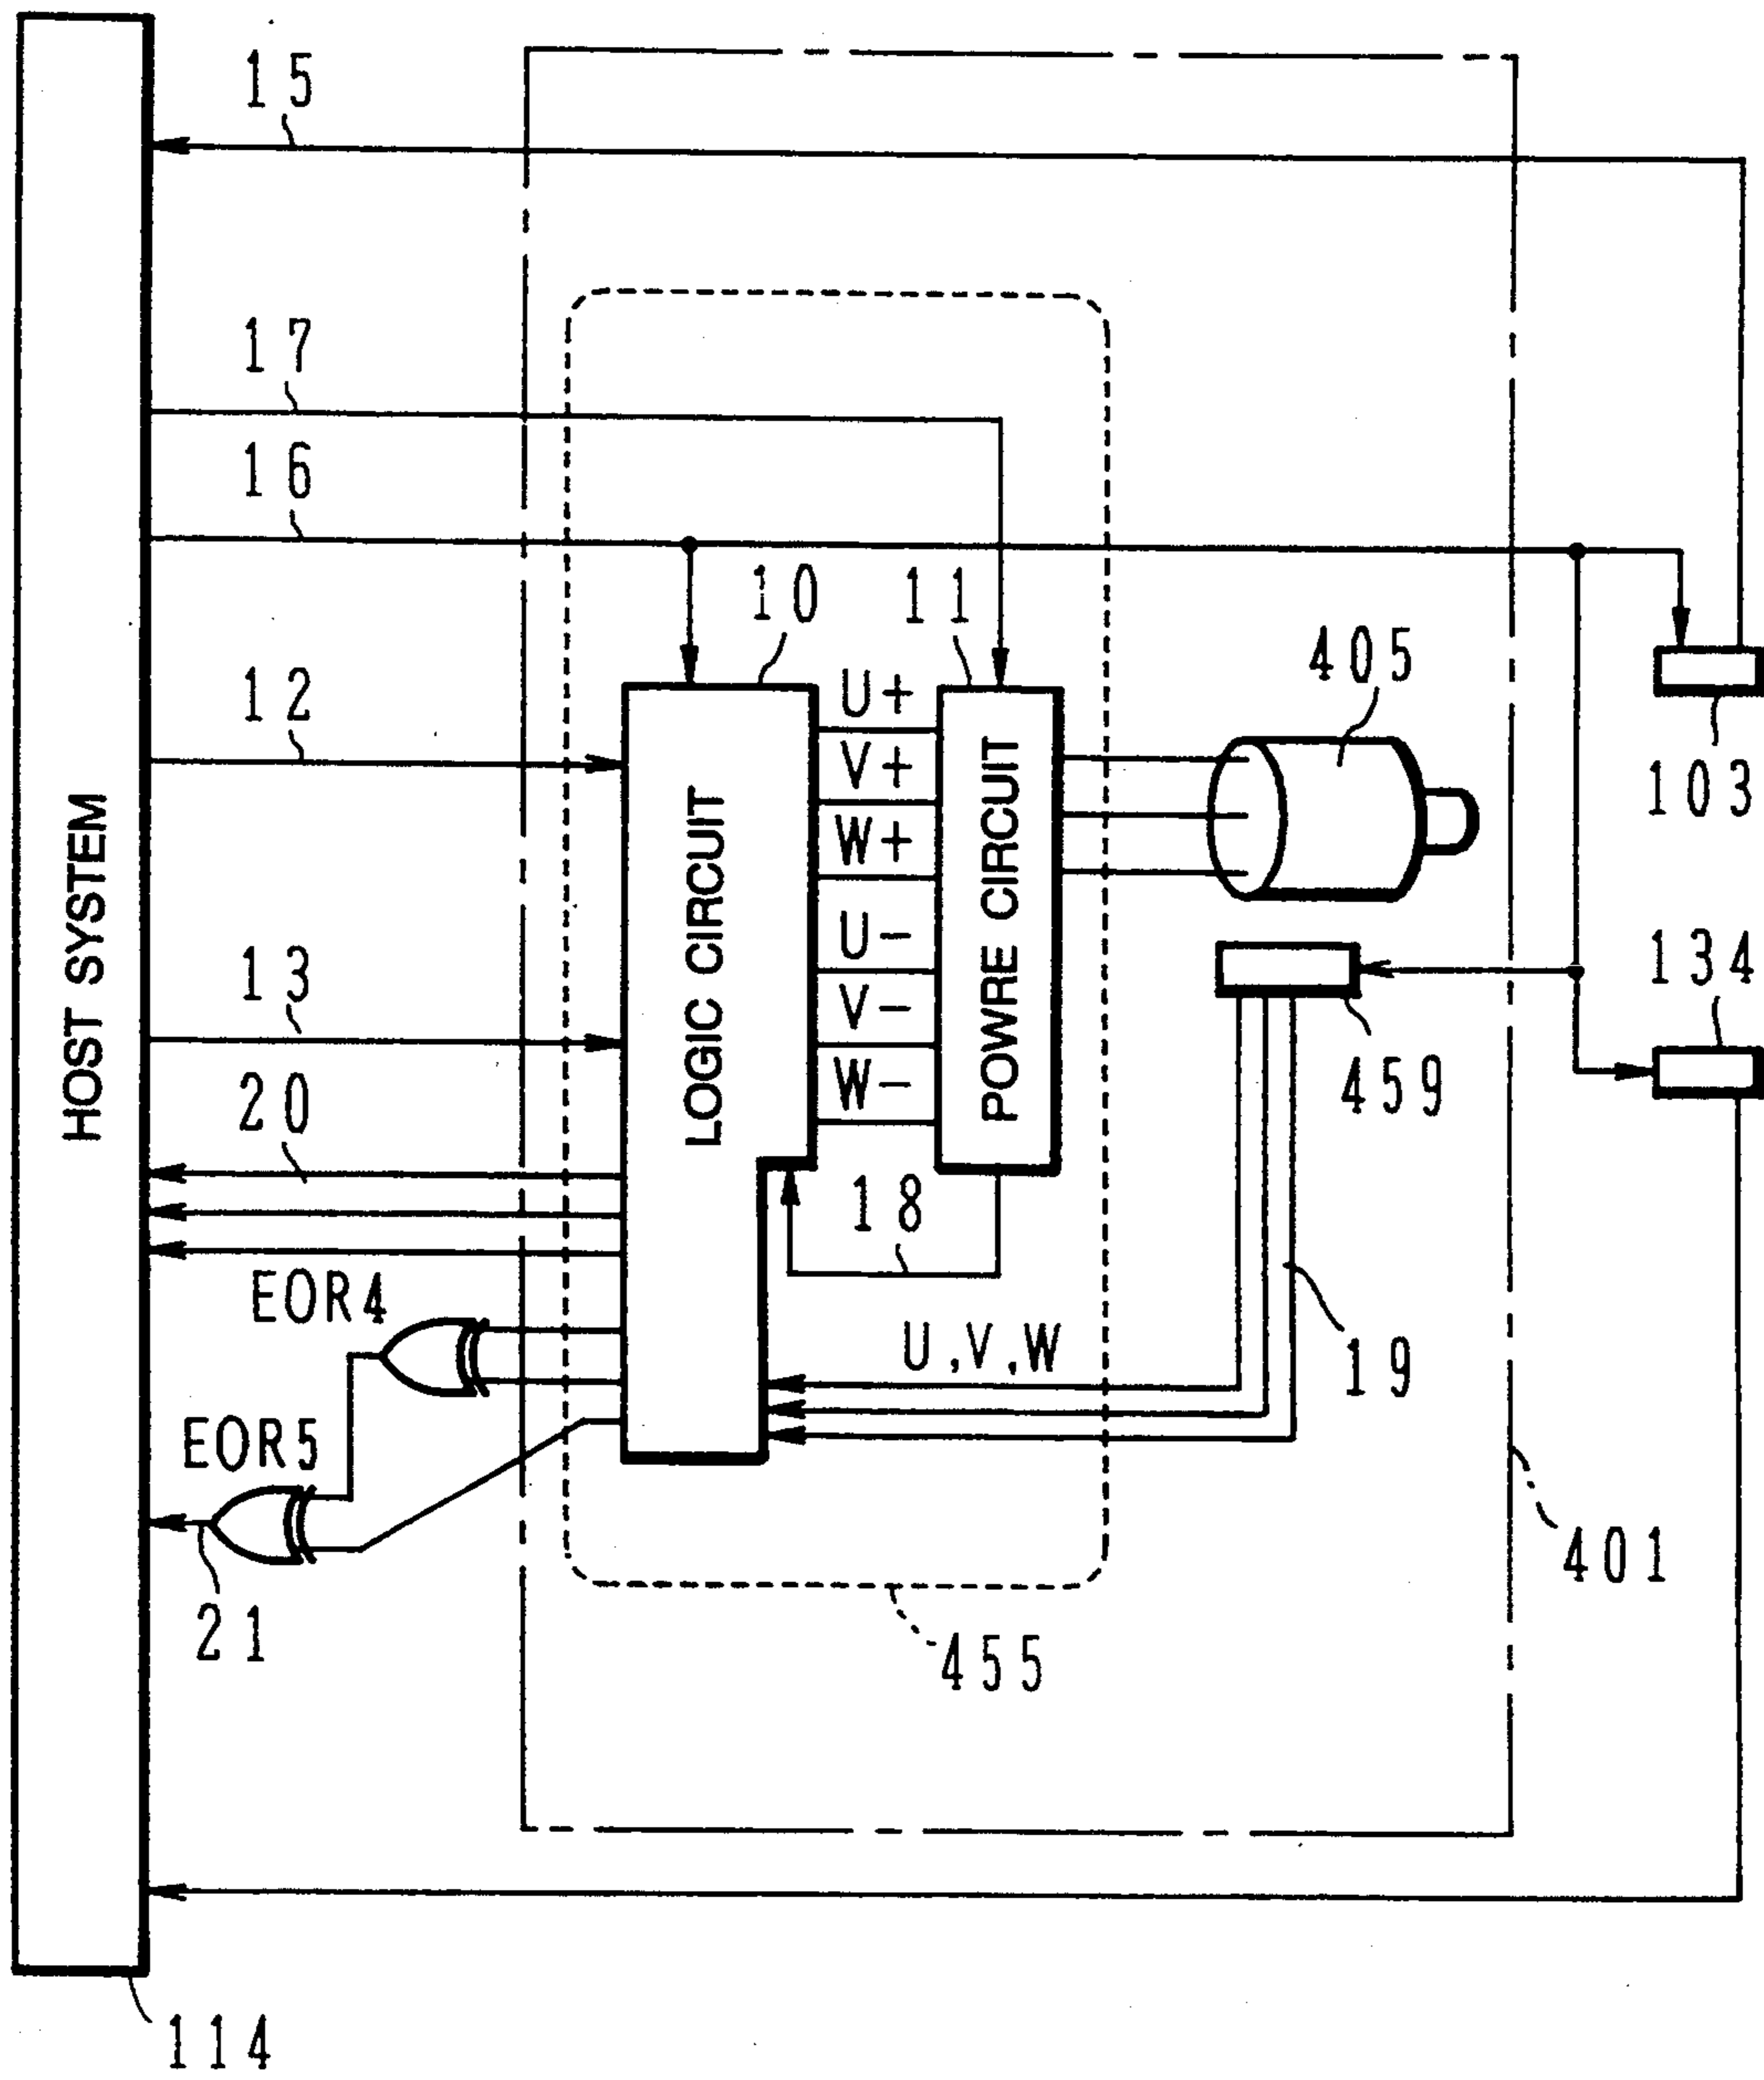 15
17
16
10
11
405
12
U+
V+
W+
U-
V-
W-
103
HOST SYSTEM
LOGIC CIRCUIT
POWRE CIRCUIT
13
134
20
459
18
EOR4
U,V,W
19
EOR5
401
21
455
114